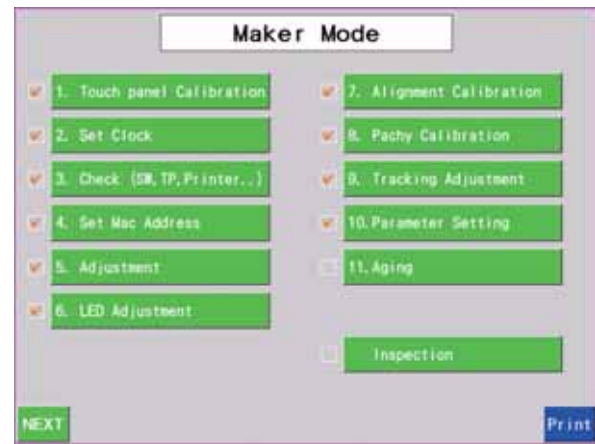 Maker Mode
1. Touch panel Calibration
2. Set Clock
3. Check (SW,TP,Printer..)
4. Set Mac Address
5. Adjustment
6. LED Adjustment
7. Alignment Calibration
8. Pachy Calibration
9. Tracking Adjustment
10.Parameter Setting
11.Aging
Inspection
NEXT
Print